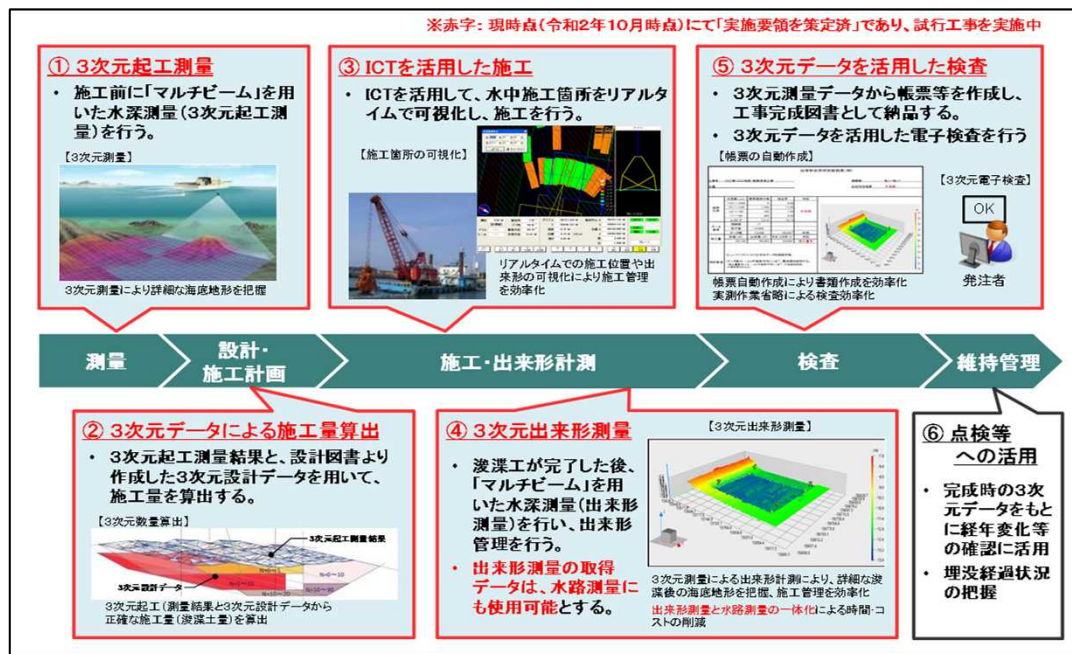 ※赤字: 現時点(令和2年10月時点)にて「実施要領を策定済」であり、試行工事を実施中
① 3次元起工測量
• 施工前に「マルチビーム」を用
いた水深測量(3次元起工測
量)を行う。
【3次元測量】
3次元測量により詳細な海底地形を把握
③ ICTを活用した施工
• ICTを活用して、水中施工箇所をリアルタ
イムで可視化し、施工を行う。
【施工箇所の可視化】
リアルタイムでの施工位置や出
来形の可視化により施工管理
を効率化
⑤ 3次元データを活用した検査
• 3次元測量データから帳票等を作成し、
工事完成図書として納品する。
• 3次元データを活用した電子検査を行う
【帳票の自動作成】
【3次元電子検査】
OK
発注者
帳票自動作成により書類作成を効率化
実測作業省略による検査効率化
測量
設計・
施工計画
施工・出来形計測
検査
維持管理
② 3次元データによる施工量算出
• 3次元起工測量結果と、設計図書より
作成した3次元設計データを用いて、
施工量を算出する。
【3次元数量算出】
3次元起工測量結果
3次元設計データ
3次元起工(測量結果と3次元設計データから
正確な施工量(浚渫土量)を算出
④ 3次元出来形測量
• 浚渫工が完了した後、
「マルチビーム」を用
いた水深測量(出来形
測量)を行い、出来形
管理を行う。
• 出来形測量の取得
データは、水路測量に
も使用可能とする。
【3次元出来形測量】
3次元測量による出来形計測により、詳細な浚
渫後の海底地形を把握、施工管理を効率化
出来形測量と水路測量の一体化による時間・コ
ストの削減
⑥ 点検等
への活用
• 完成時の3次
元データをもと
に経年変化等
の確認に活用
• 埋没経過状況
の把握